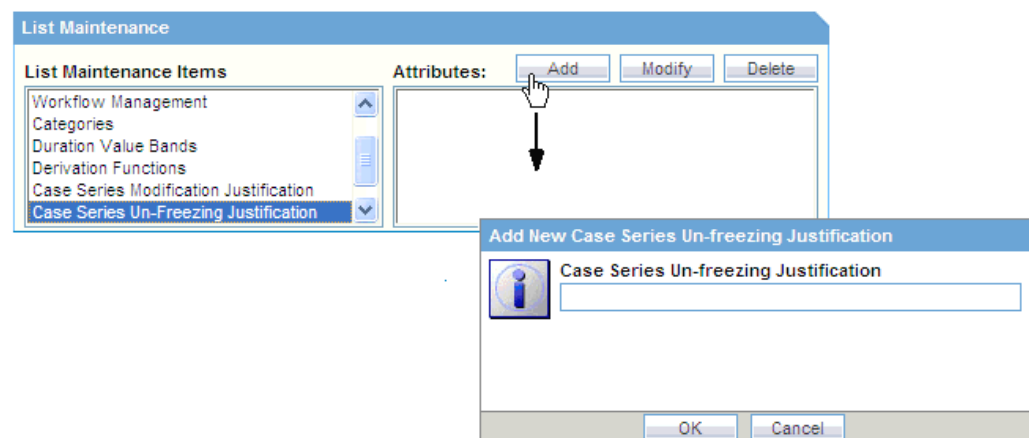 List Maintenance
List Maintenance Items
Attributes:
Add
Modify
Delete
Workflow Management
Categories
Duration Value Bands
Derivation Functions
Case Series Modification Justification
Case Series Un-Freezing Justification
Add New Case Series Un-freezing Justification
Case Series Un-freezing Justification
OK
Cancel